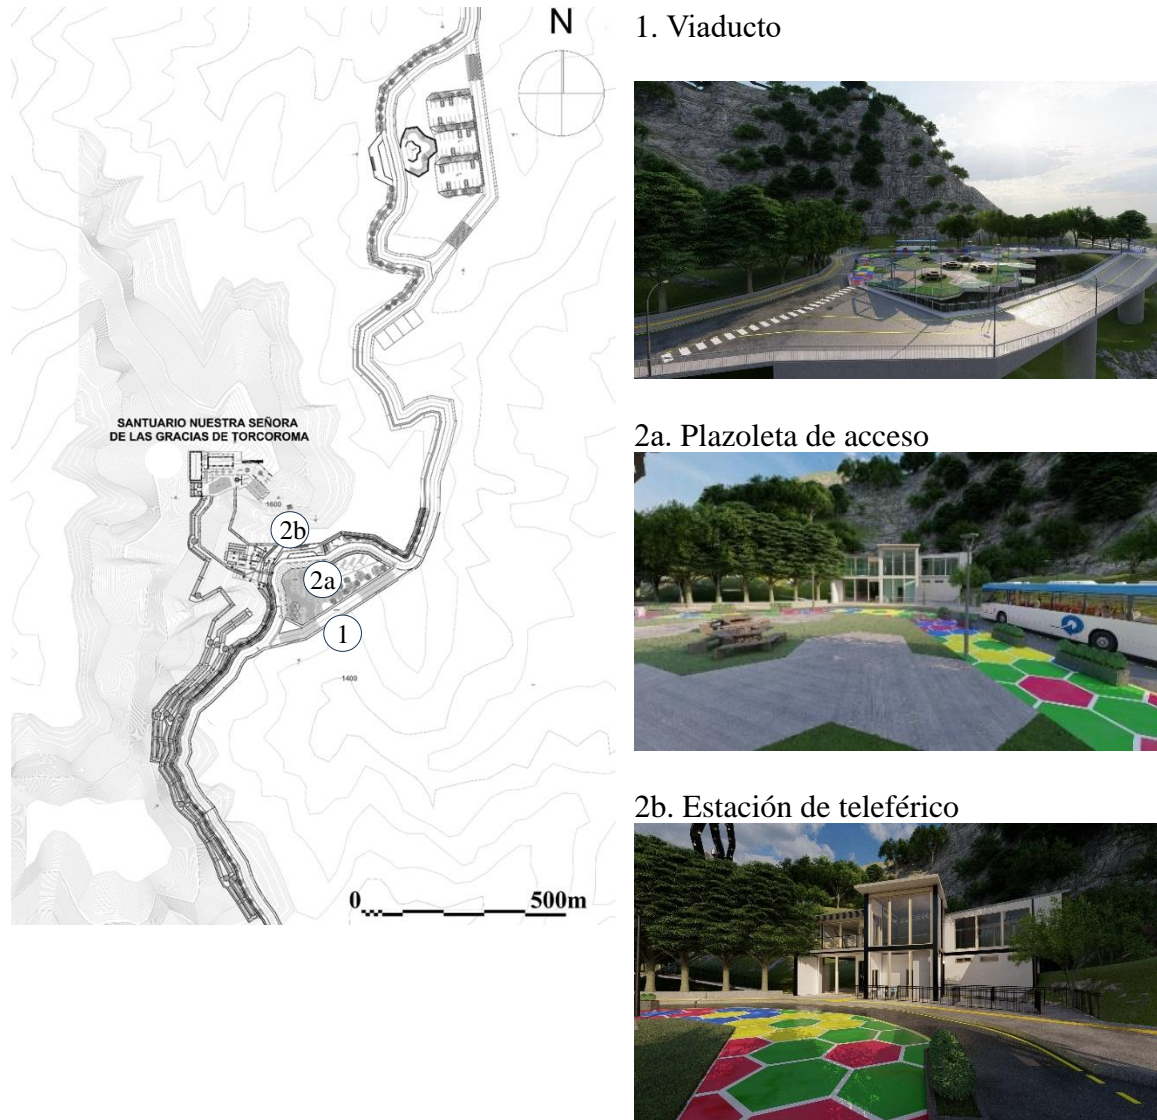 N
SANTUARIO NUESTRA SEÑORA
DE LAS GRACIAS DE TORCOROMA
1600
2b
2a
1
1400
0 500m
1. Viaducto
2a. Plazoleta de acceso
2b. Estación de teleférico